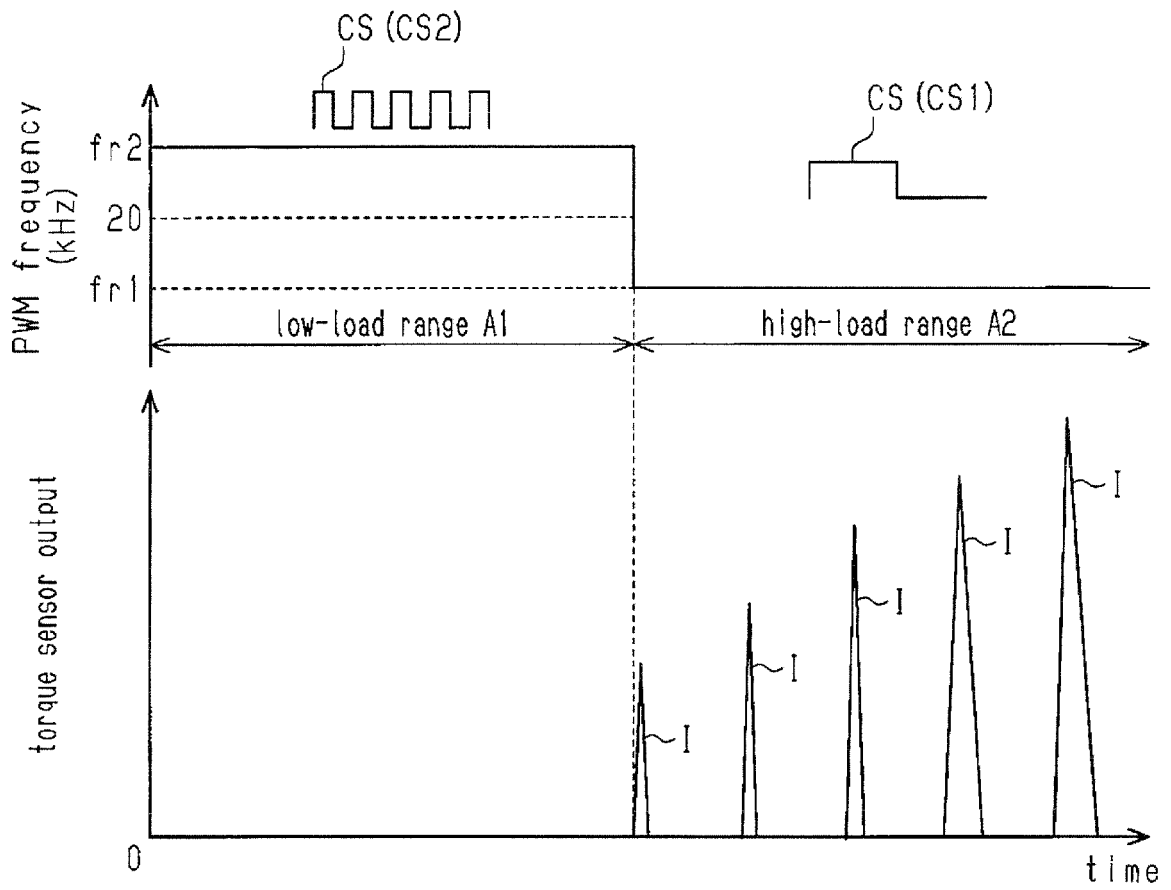 CS (CS2)
CS (CS1)
PWM frequency
(kHz)
fr2
20
fr1
low-load range A1
high-load range A2
torque sensor output
I
I
I
I
I
0
time